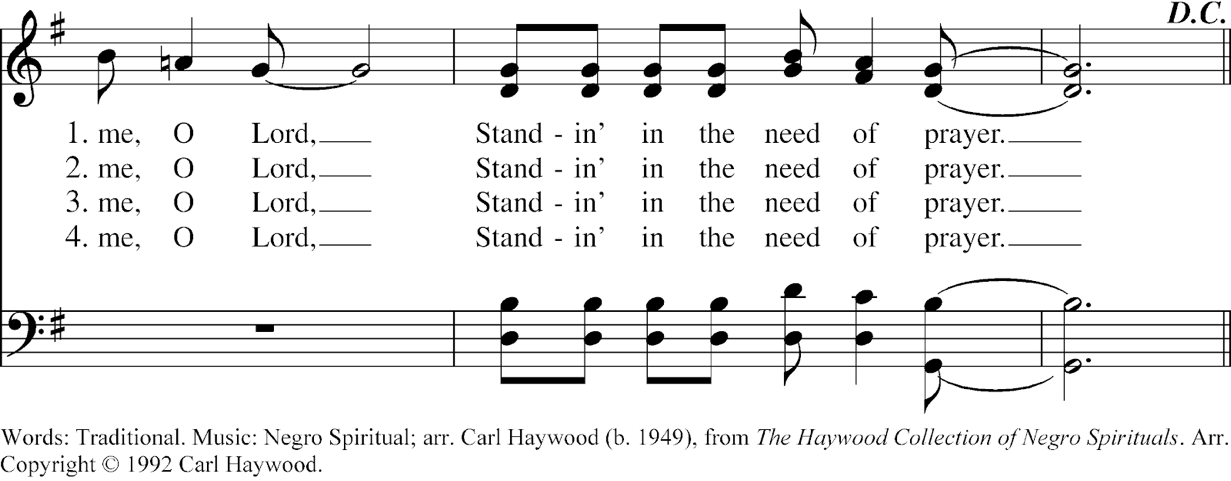 D.C.
1. me, O Lord, Stand - in’ in the need of prayer.
2. me, O Lord, Stand - in’ in the need of prayer.
3. me, O Lord, Stand - in’ in the need of prayer.
4. me, O Lord, Stand - in’ in the need of prayer.
Words: Traditional. Music: Negro Spiritual; arr. Carl Haywood (b. 1949), from The Haywood Collection of Negro Spirituals. Arr.
Copyright © 1992 Carl Haywood.